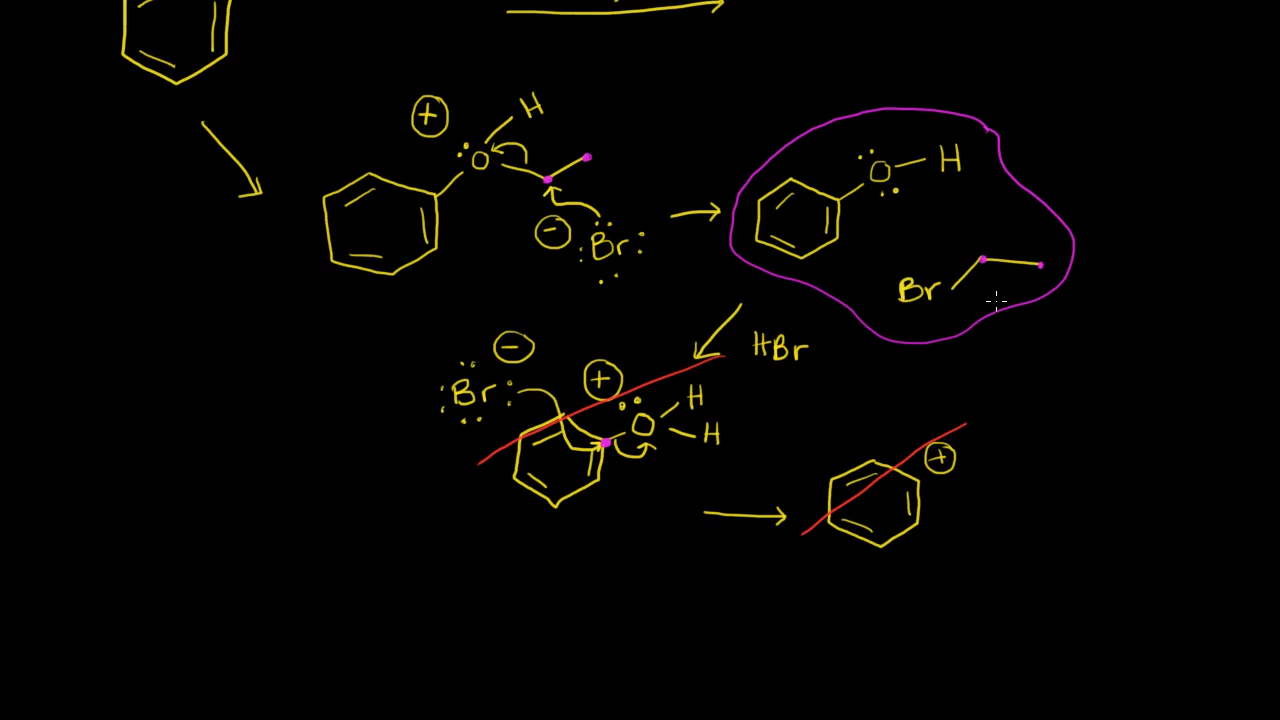 + H
O
O H
− Br
Br
− HBr
+
Br H
O
H
+